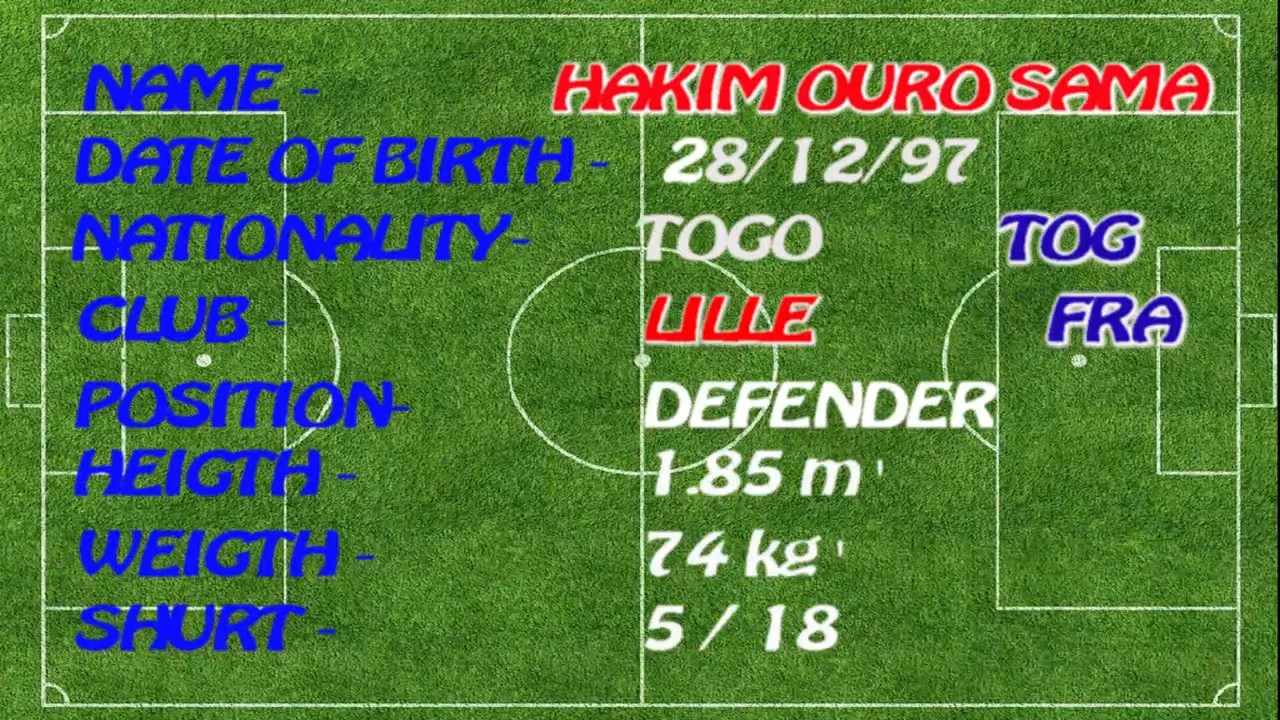 NAME - HAKIM OURO SAMA
DATE OF BIRTH - 28/12/97
NATIONALITY- TOGO TOG
CLUB - LILLE FRA
POSITION- DEFENDER
HEIGTH - 1.85 m '
WEIGTH - 74 kg '
SHURT - 5 / 18